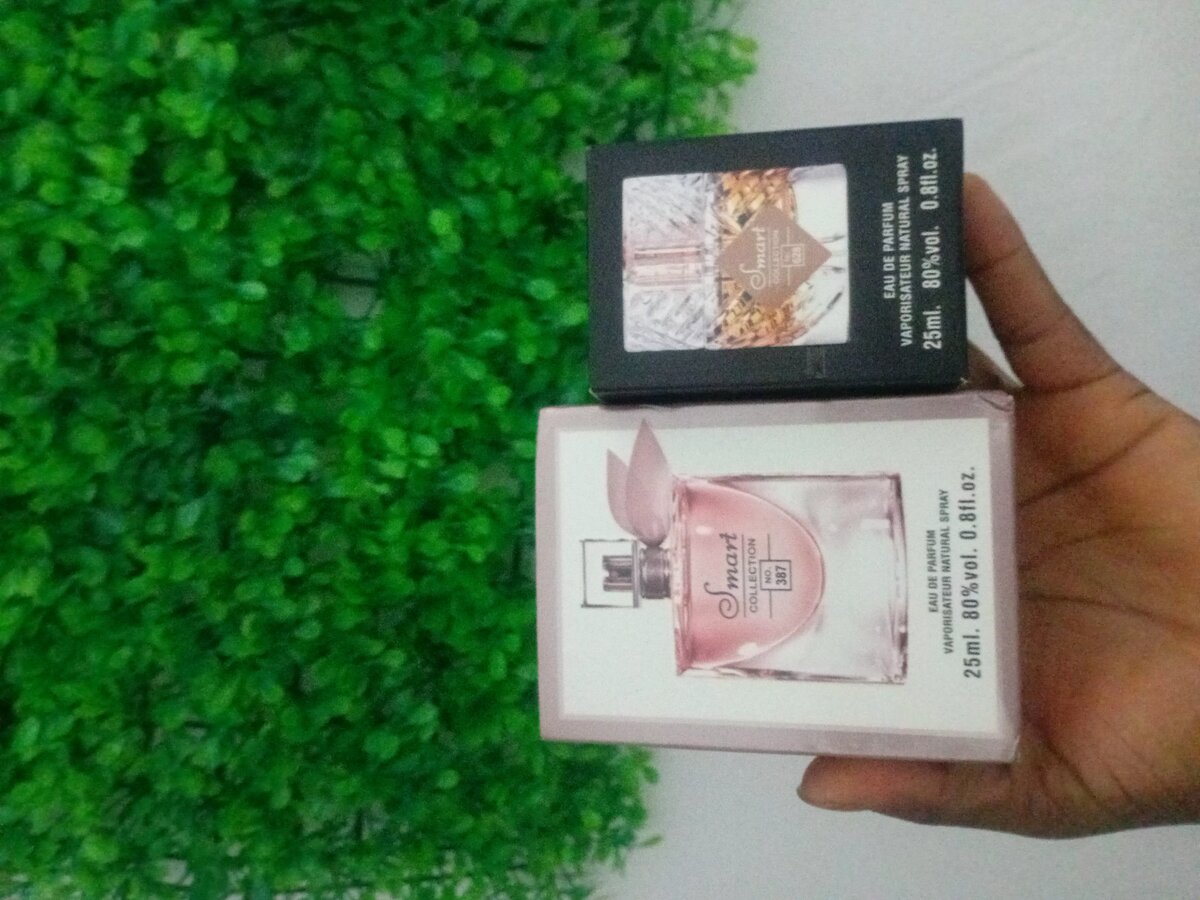 Smart
COLLECTION
NO.
387
EAU DE PARFUM
VAPORISATEUR NATURAL SPRAY
25ml. 80%vol. 0.8fl.oz.
Smart
COLLECTION
EAU DE PARFUM
VAPORISATEUR NATURAL SPRAY
25ml. 80%vol. 0.8fl.oz.